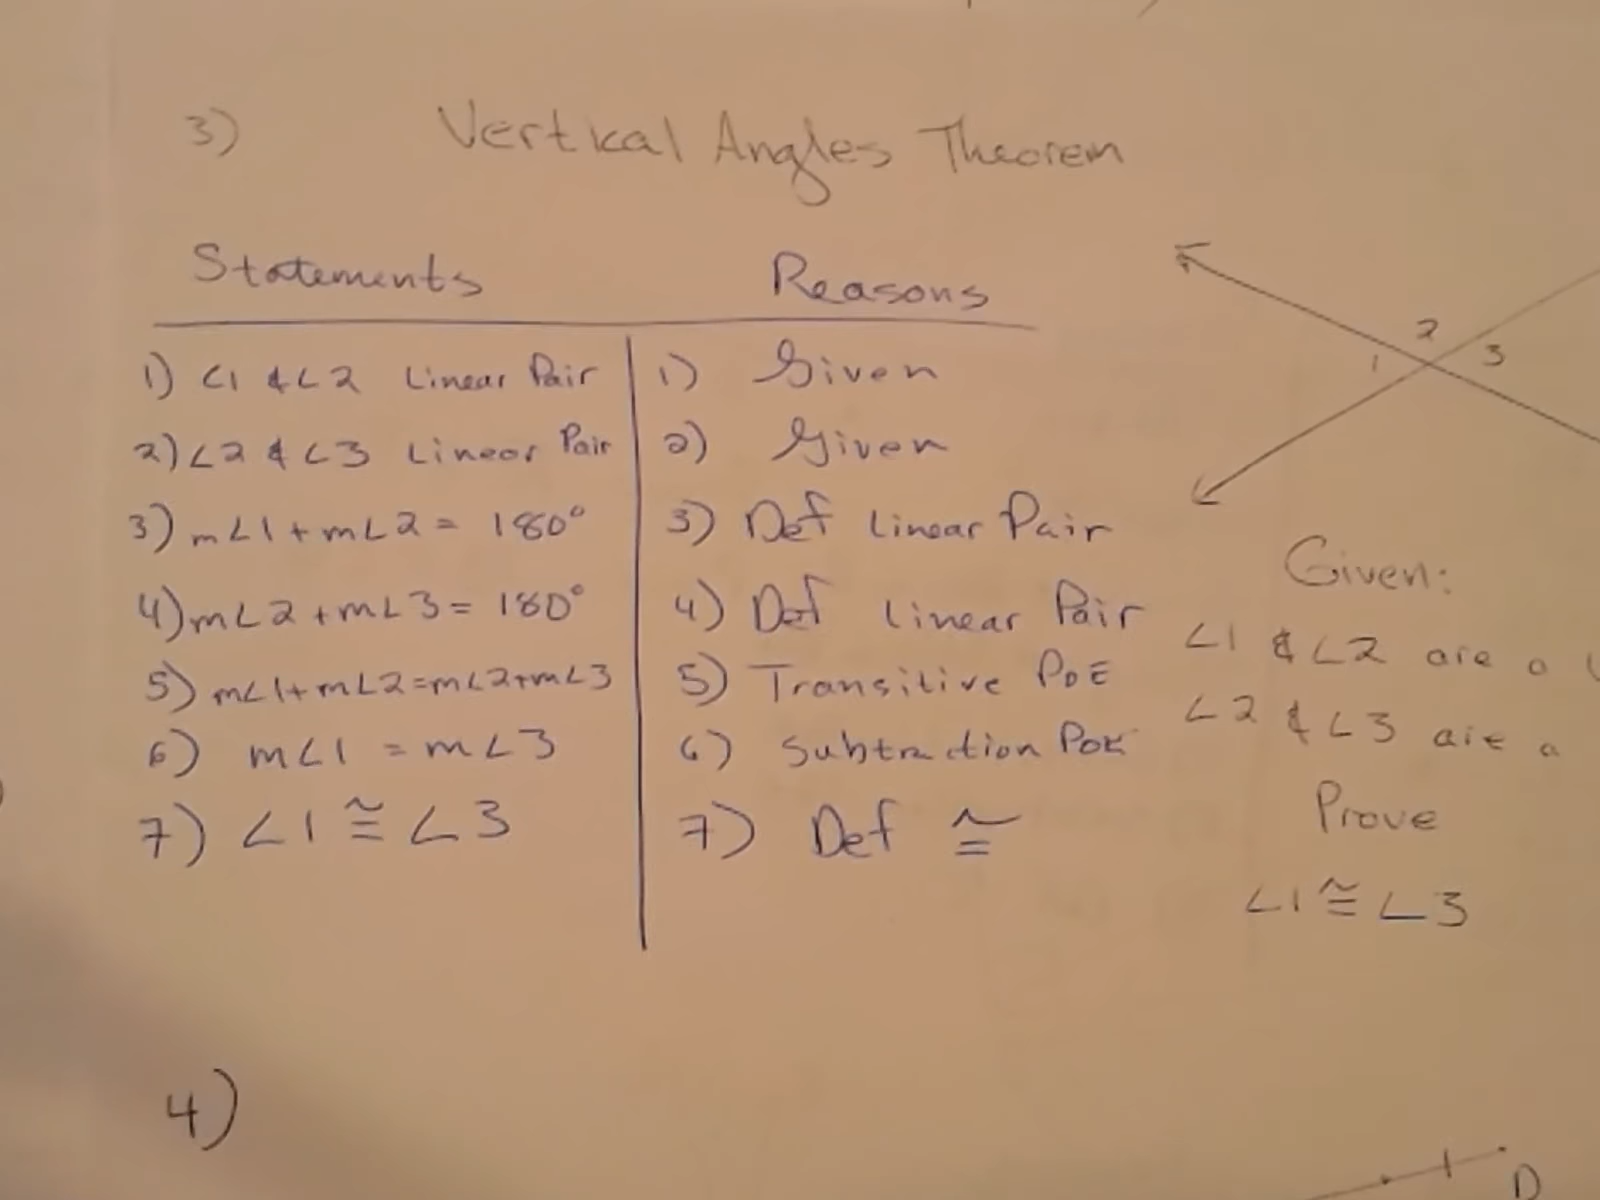 3) Vertical Angles Theorem
Statements Reasons
1) ∠1 & ∠2 Linear Pair 1) Given
2) ∠2 & ∠3 Linear Pair 2) Given
3) m∠1 + m∠2 = 180° 3) Def Linear Pair
4) m∠2 + m∠3 = 180° 4) Def Linear Pair
5) m∠1+m∠2=m∠2+m∠3 5) Transitive PoE
6) m∠1 = m∠3 6) Subtraction PoE
7) ∠1 ≅ ∠3 7) Def ≅
1 2 3
Given:
∠1 & ∠2 are a
∠2 & ∠3 are a
Prove
∠1 ≅ ∠3
4)
D